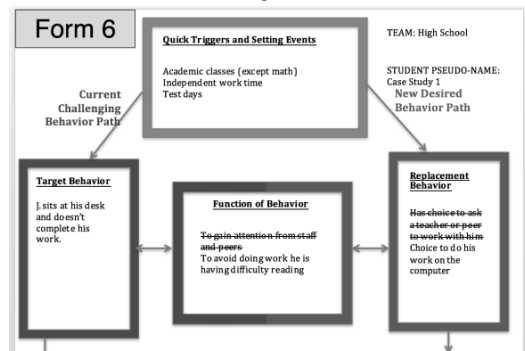 Form 6
Quick Triggers and Setting Events
Academic classes (except math)
Independent work time
Test days
TEAM: High School
STUDENT PSEUDO-NAME:
Case Study 1
Current
Challenging
Behavior Path
New Desired
Behavior Path
Target Behavior
J. sits at his desk
and doesn't
complete his
work.
Function of Behavior
To gain attention from staff
and peers
To avoid doing work he is
having difficulty reading
Replacement
Behavior
Has choice to ask
a teacher or peer
to work with him
Choice to do his
work on the
computer